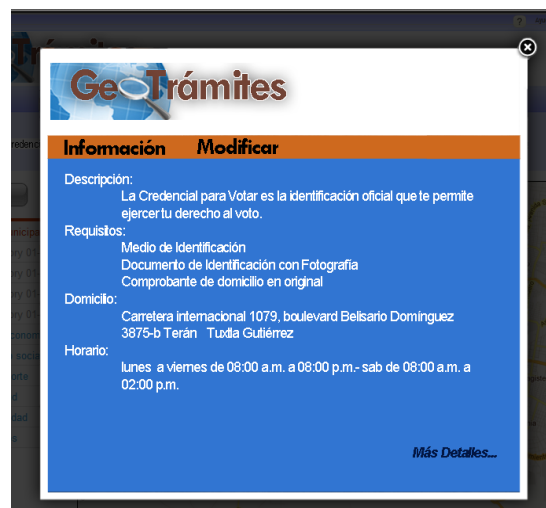 GeoTrámites
Información Modificar
Descripción:
La Credencial para Votar es la identificación oficial que te permite
ejercer tu derecho al voto.
Requisitos:
Medio de Identificación
Documento de Identificación con Fotografía
Comprobante de domicilio en original
Domicilio:
Carretera internacional 1079, boulevard Belisario Domínguez
3875-b Terán Tuxtla Gutiérrez
Horario:
lunes a viernes de 08:00 a.m. a 08:00 p.m.- sab de 08:00 a.m. a
02:00 p.m.
Más Detalles...